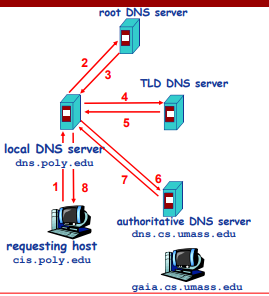 root DNS server
2
3
TLD DNS server
4
5
local DNS server
dns.poly.edu
7
6
1
8
authoritative DNS server
dns.cs.umass.edu
requesting host
cis.poly.edu
gaia.cs.umass.edu